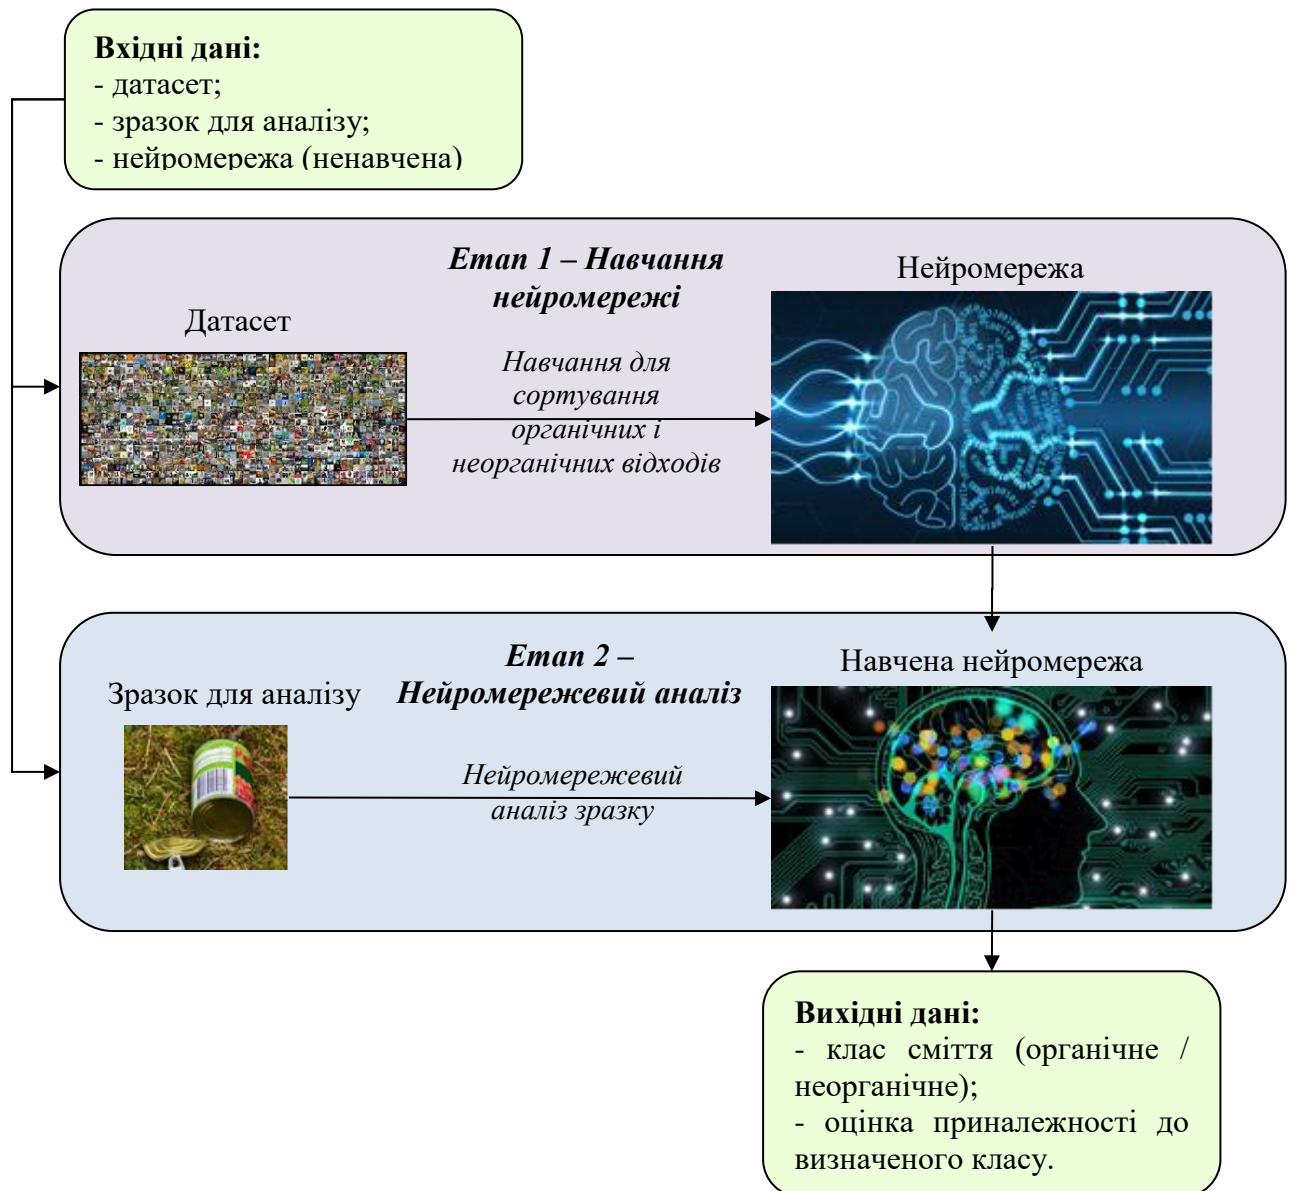 Вхідні дані:
- датасет;
- зразок для аналізу;
- нейромережа (ненавчена)
Етап 1 – Навчання
нейромережі
Нейромережа
Датасет
Навчання для
сортування
органічних і
неорганічних відходів
Етап 2 –
Нейромережевий аналіз
Навчена нейромережа
Зразок для аналізу
Нейромережевий
аналіз зразку
Вихідні дані:
- клас сміття (органічне /
неорганічне);
- оцінка приналежності до
визначеного класу.